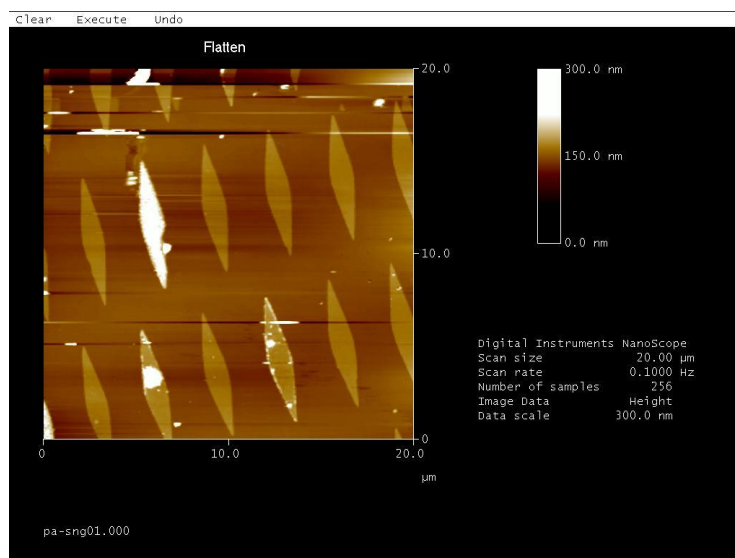 Clear Execute Undo
Flatten
20.0
300.0 nm
150.0 nm
10.0
0.0 nm
Digital Instruments NanoScope
Scan size 20.00 µm
Scan rate 0.1000 Hz
Number of samples 256
Image Data Height
Data scale 300.0 nm
0
0 10.0 20.0
µm
pa-sng01.000